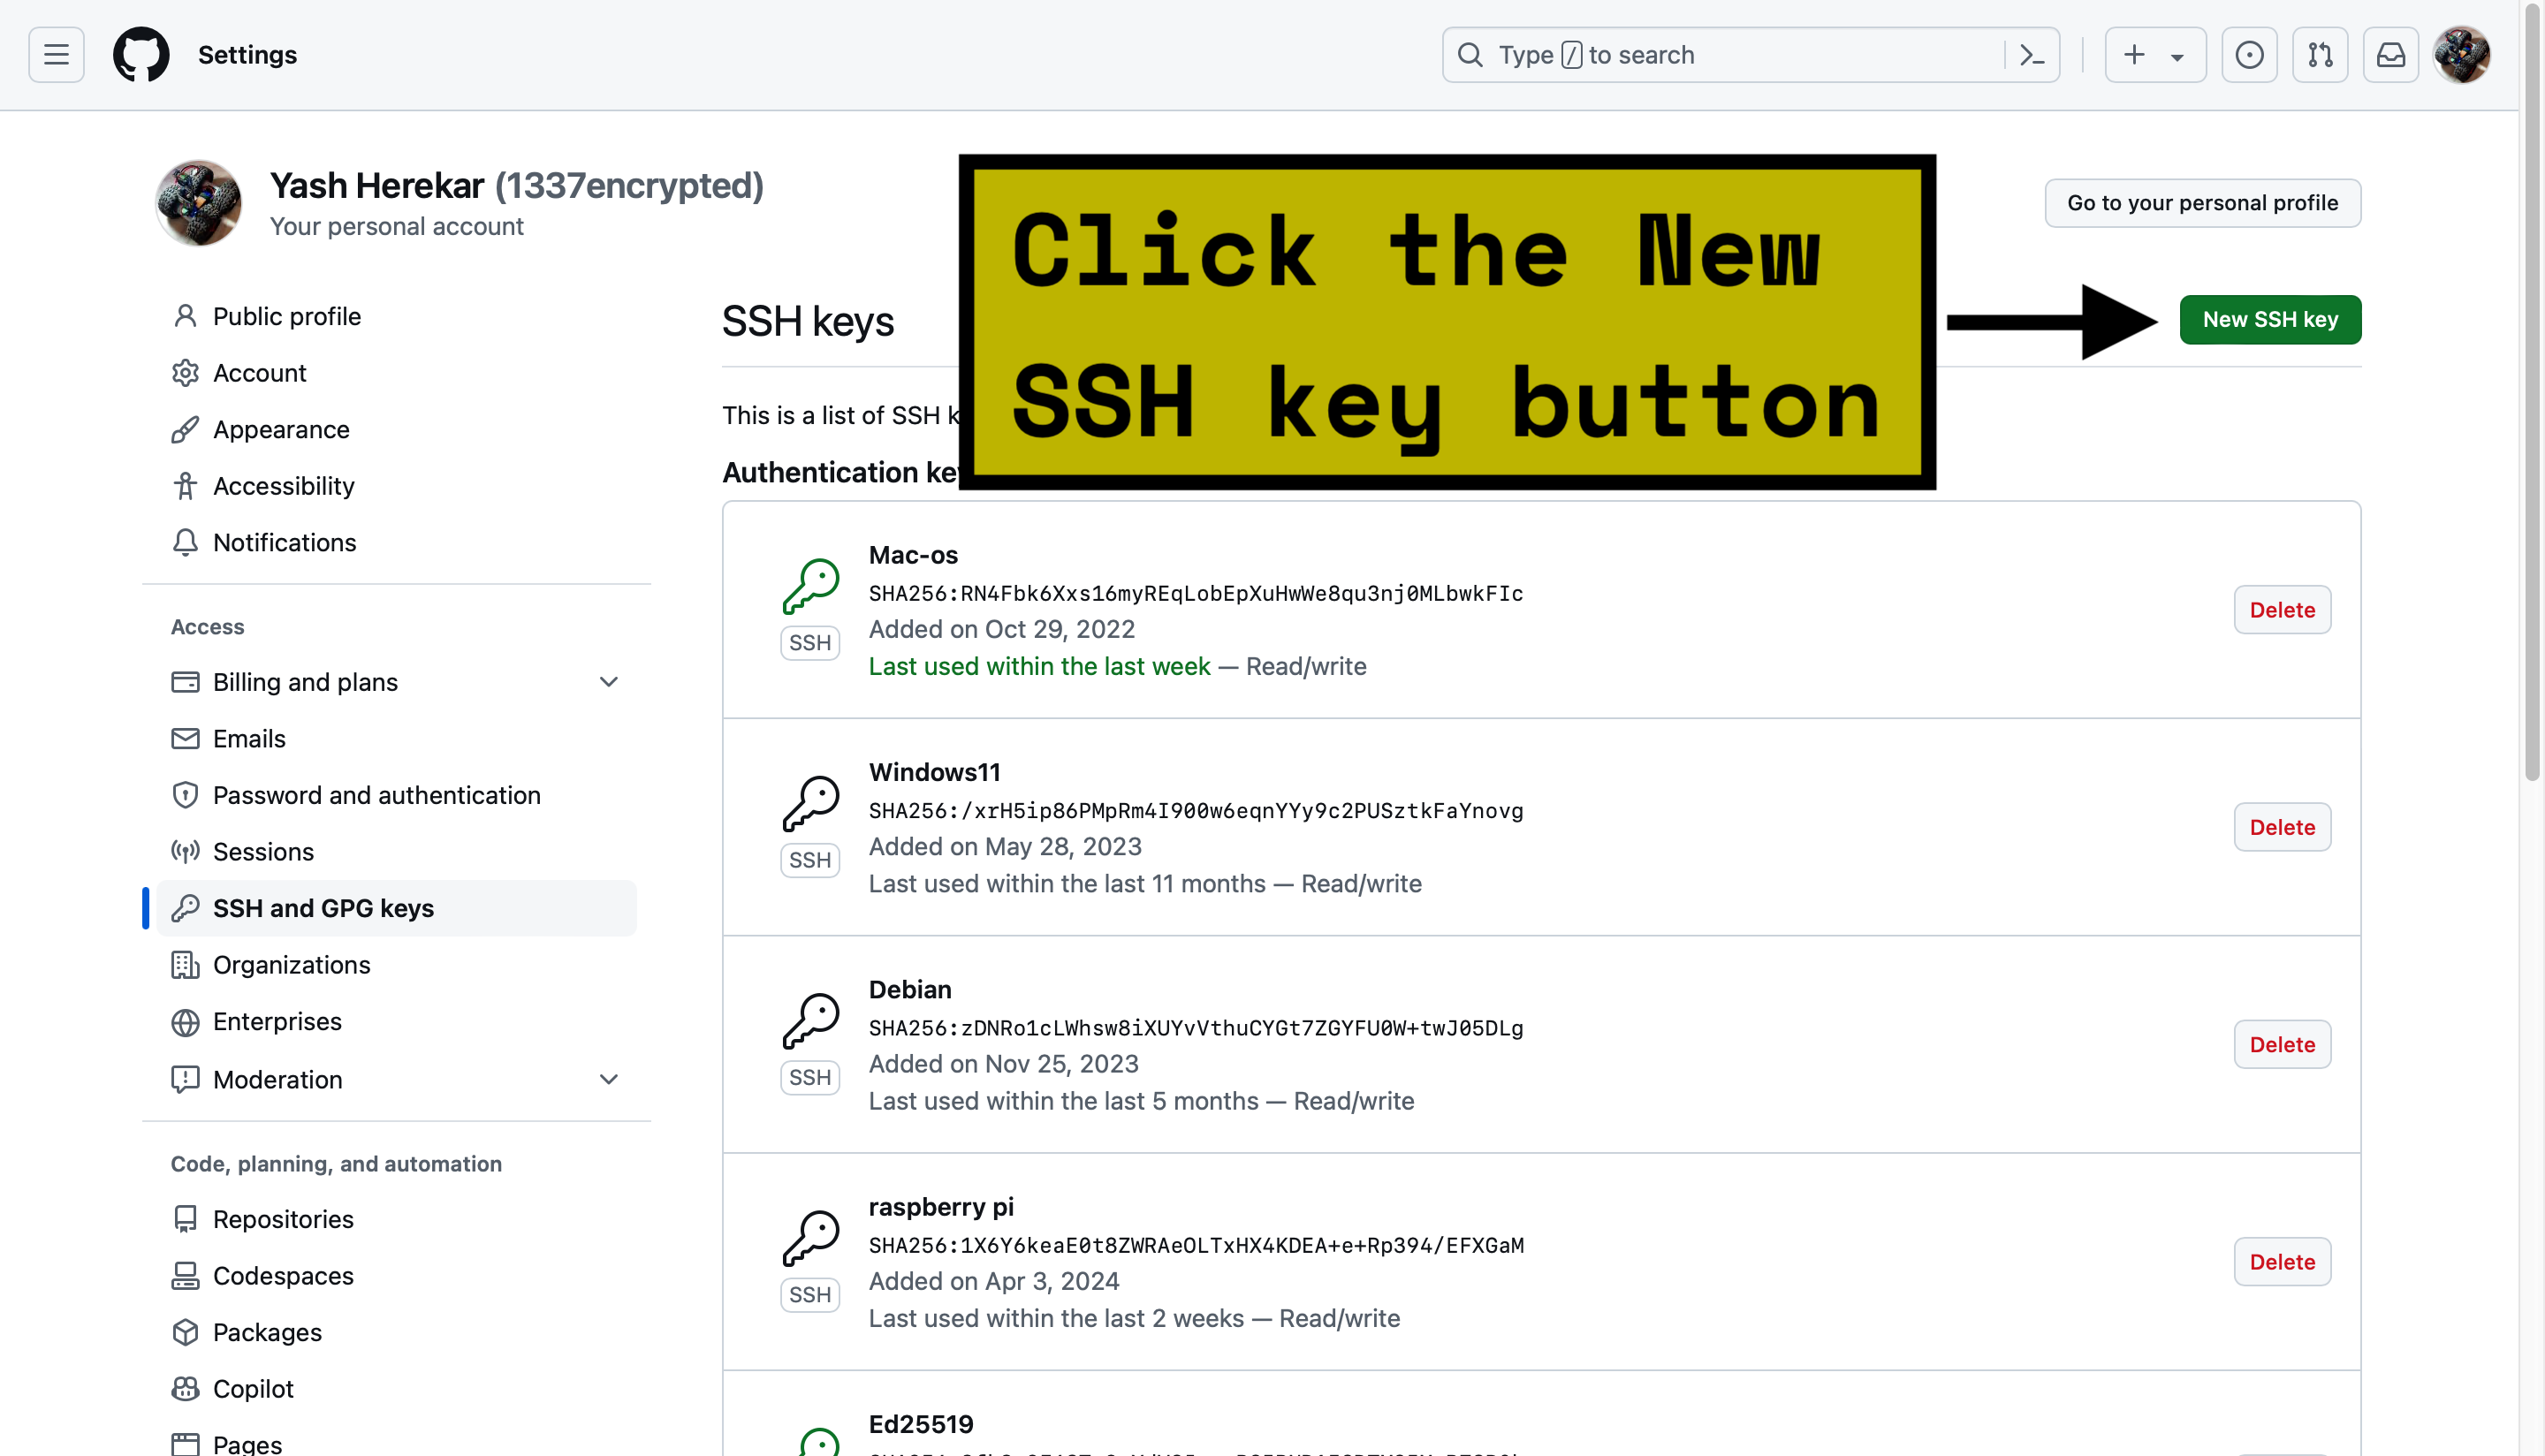 Settings
Type / to search
Yash Herekar (1337encrypted)
Your personal account
Go to your personal profile
Click the New
SSH key button
Public profile
Account
Appearance
Accessibility
Notifications
Access
Billing and plans
Emails
Password and authentication
Sessions
SSH and GPG keys
Organizations
Enterprises
Moderation
Code, planning, and automation
Repositories
Codespaces
Packages
Copilot
Pages
SSH keys
New SSH key
This is a list of SSH
Authentication
Mac-os
SHA256:RN4Fbk6Xxs16myREqLobEpXuHwWe8qu3nj0MLbwkFIc
Added on Oct 29, 2022
Last used within the last week — Read/write
SSH
Delete
Windows11
SHA256:/xrH5ip86PMpRm4I900w6eqnYYy9c2PUSztkFaYnovg
Added on May 28, 2023
Last used within the last 11 months — Read/write
SSH
Delete
Debian
SHA256:zDNRo1cLWhsw8iXUYvVthuCYGt7ZGYFU0W+twJ05DLg
Added on Nov 25, 2023
Last used within the last 5 months — Read/write
SSH
Delete
raspberry pi
SHA256:1X6Y6keaE0t8ZWRAeOLTxHX4KDEA+e+Rp394/EFXGaM
Added on Apr 3, 2024
Last used within the last 2 weeks — Read/write
SSH
Delete
Ed25519